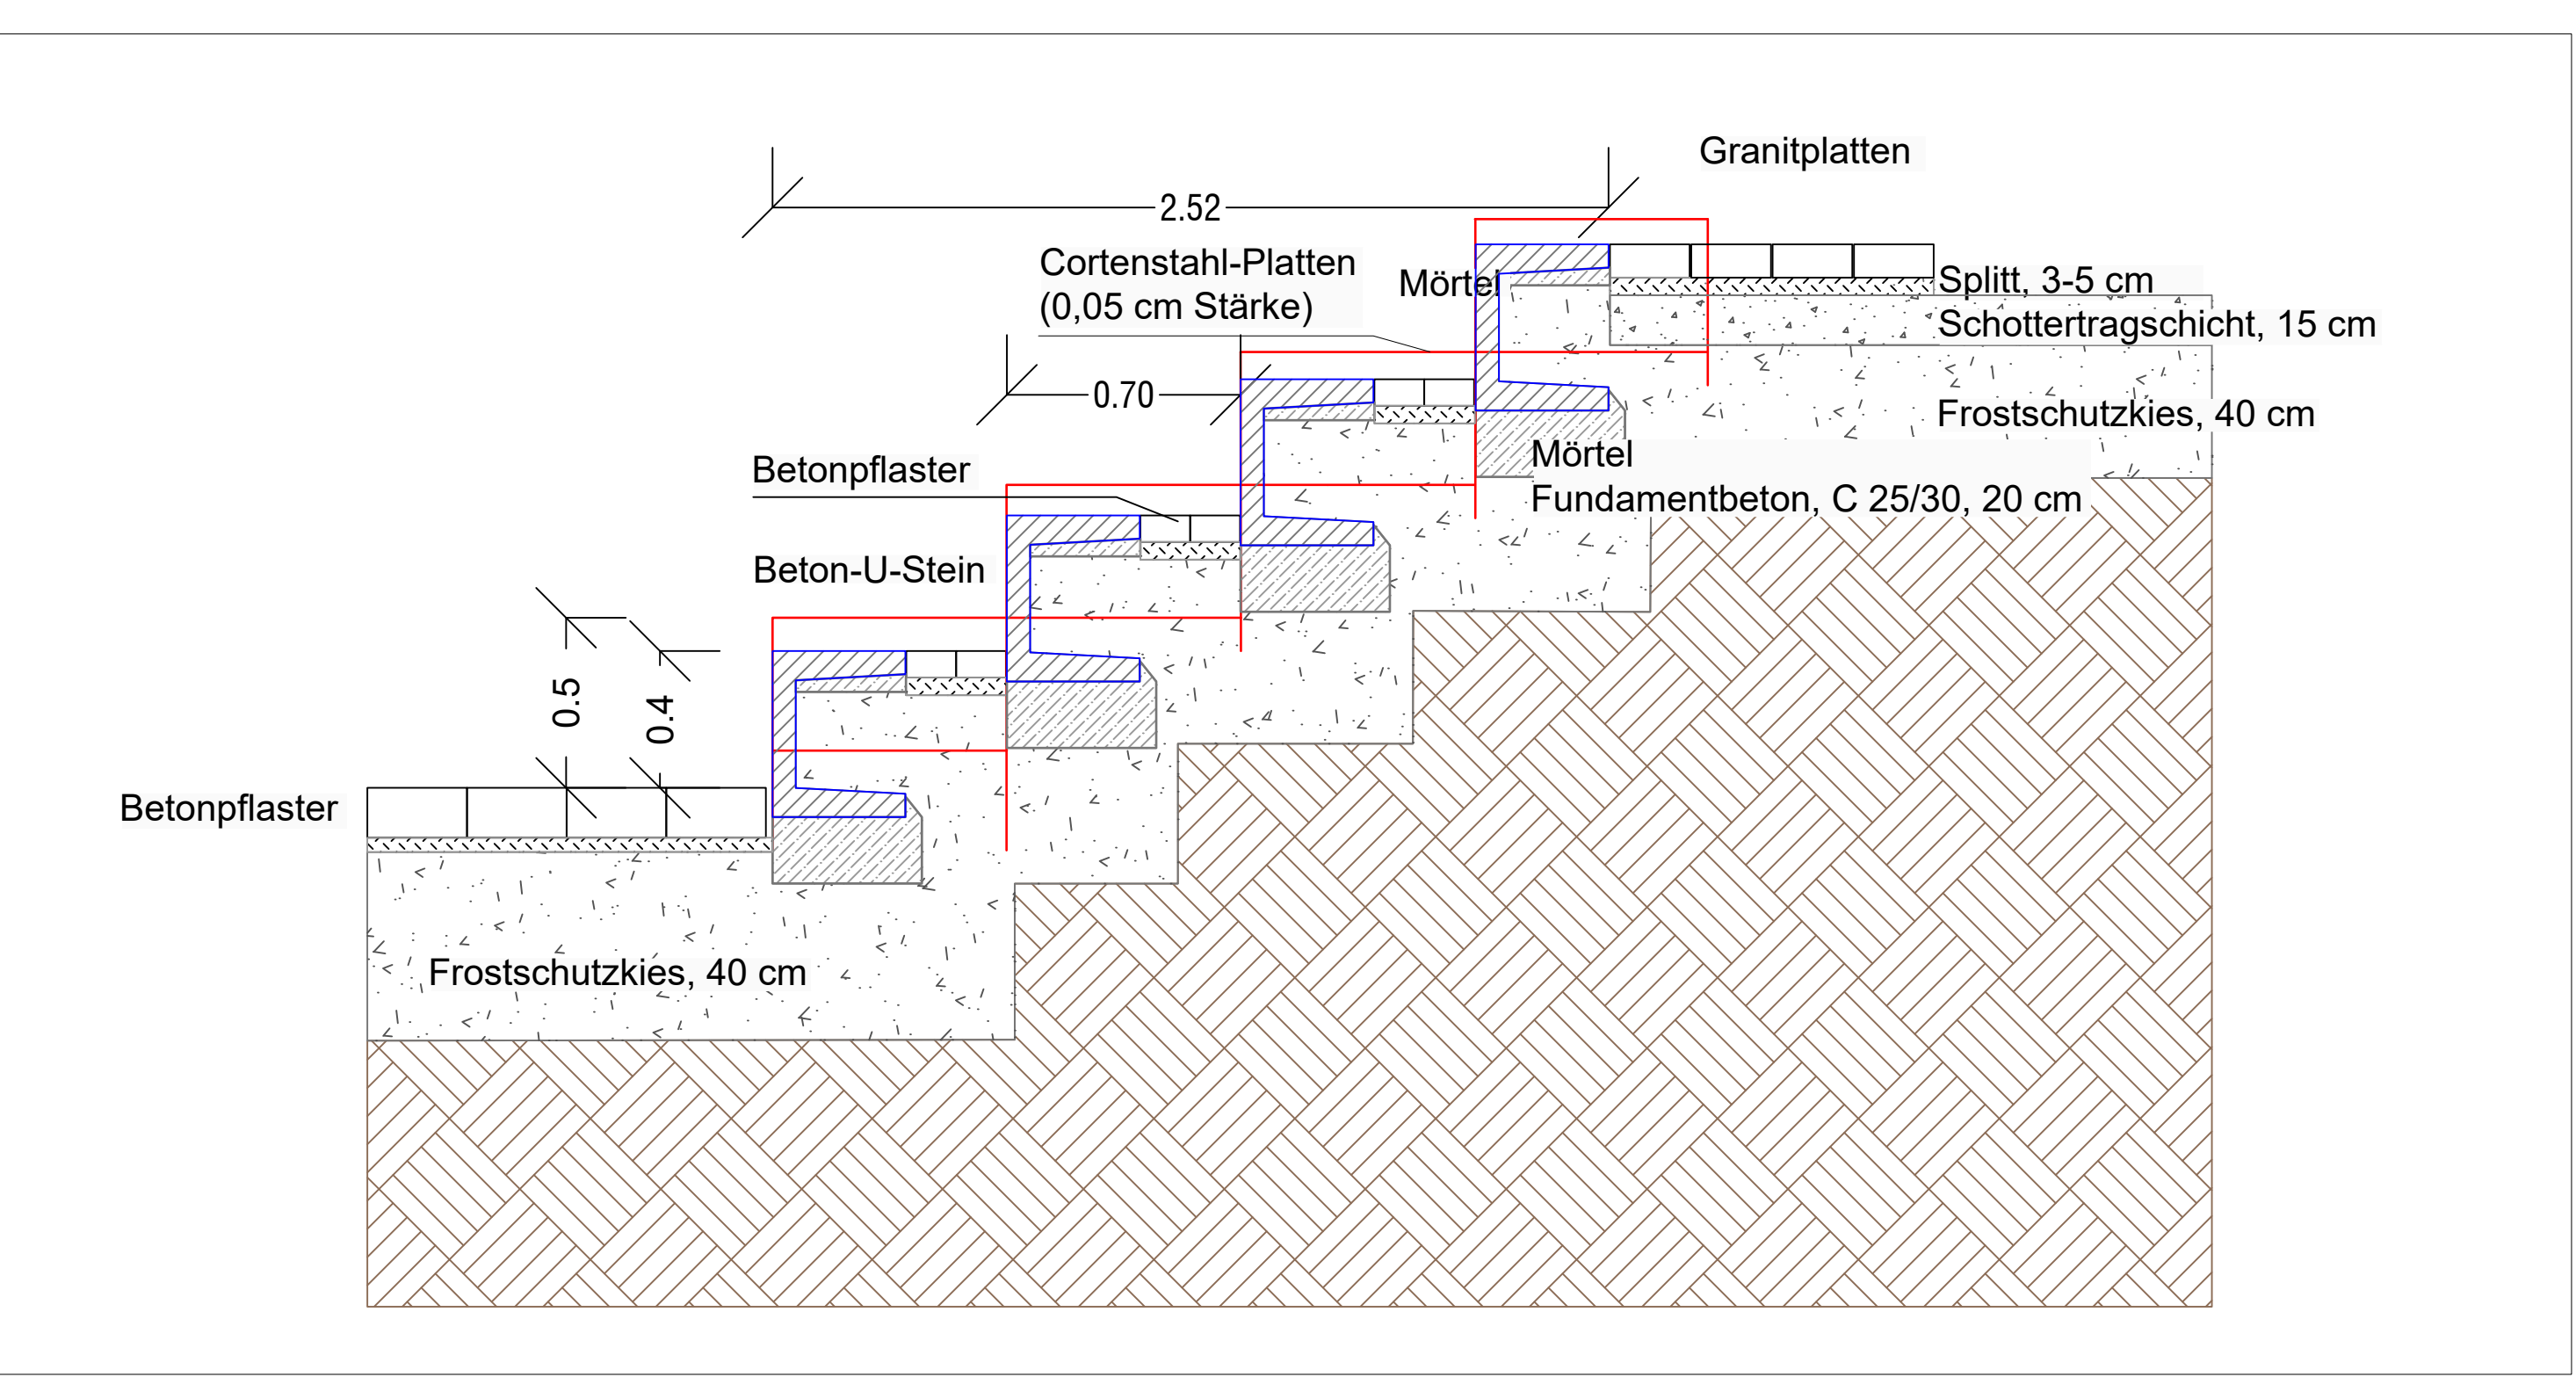 Granitplatten
2.52
Cortenstahl-Platten
(0,05 cm Stärke)
Mörtel
Splitt, 3-5 cm
Schottertragschicht, 15 cm
0.70
Frostschutzkies, 40 cm
Betonpflaster
Mörtel
Fundamentbeton, C 25/30, 20 cm
Beton-U-Stein
0.5
0.4
Betonpflaster
Frostschutzkies, 40 cm